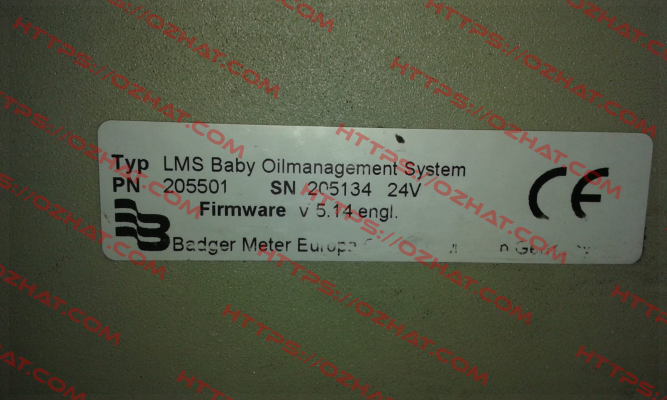 Typ LMS Baby Oilmanagement System
PN 205501 SN 205134 24V
Firmware v 5.14 engl.
Badger Meter Europa
CE
HTTPS://OZHAT.COM